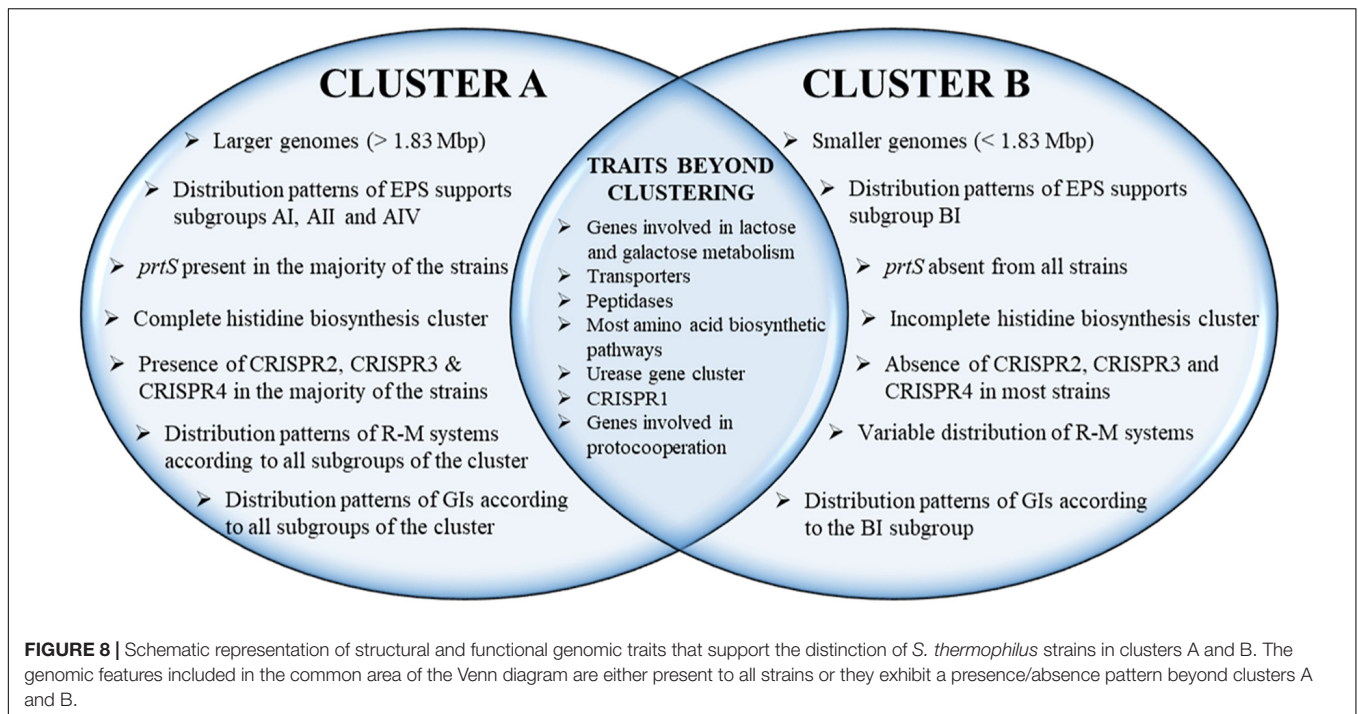 CLUSTER A
➢ Larger genomes (> 1.83 Mbp)
➢ Distribution patterns of EPS supports
subgroups AI, AII and AIV
➢ prtS present in the majority of the strains
➢ Complete histidine biosynthesis cluster
➢ Presence of CRISPR2, CRISPR3 &
CRISPR4 in the majority of the strains
➢ Distribution patterns of R-M systems
according to all subgroups of the cluster
➢ Distribution patterns of GIs according
to all subgroups of the cluster
TRAITS BEYOND
CLUSTERING
➢ Genes involved in lactose
and galactose metabolism
➢ Transporters
➢ Peptidases
➢ Most amino acid biosynthetic
pathways
➢ Urease gene cluster
➢ CRISPR1
➢ Genes involved in
protocooperation
CLUSTER B
➢ Smaller genomes (< 1.83 Mbp)
➢ Distribution patterns of EPS supports
subgroup BI
➢ prtS absent from all strains
➢ Incomplete histidine biosynthesis cluster
➢ Absence of CRISPR2, CRISPR3 and
CRISPR4 in most strains
➢ Variable distribution of R-M systems
➢ Distribution patterns of GIs according
to the BI subgroup
FIGURE 8 | Schematic representation of structural and functional genomic traits that support the distinction of S. thermophilus strains in clusters A and B. The
genomic features included in the common area of the Venn diagram are either present to all strains or they exhibit a presence/absence pattern beyond clusters A
and B.